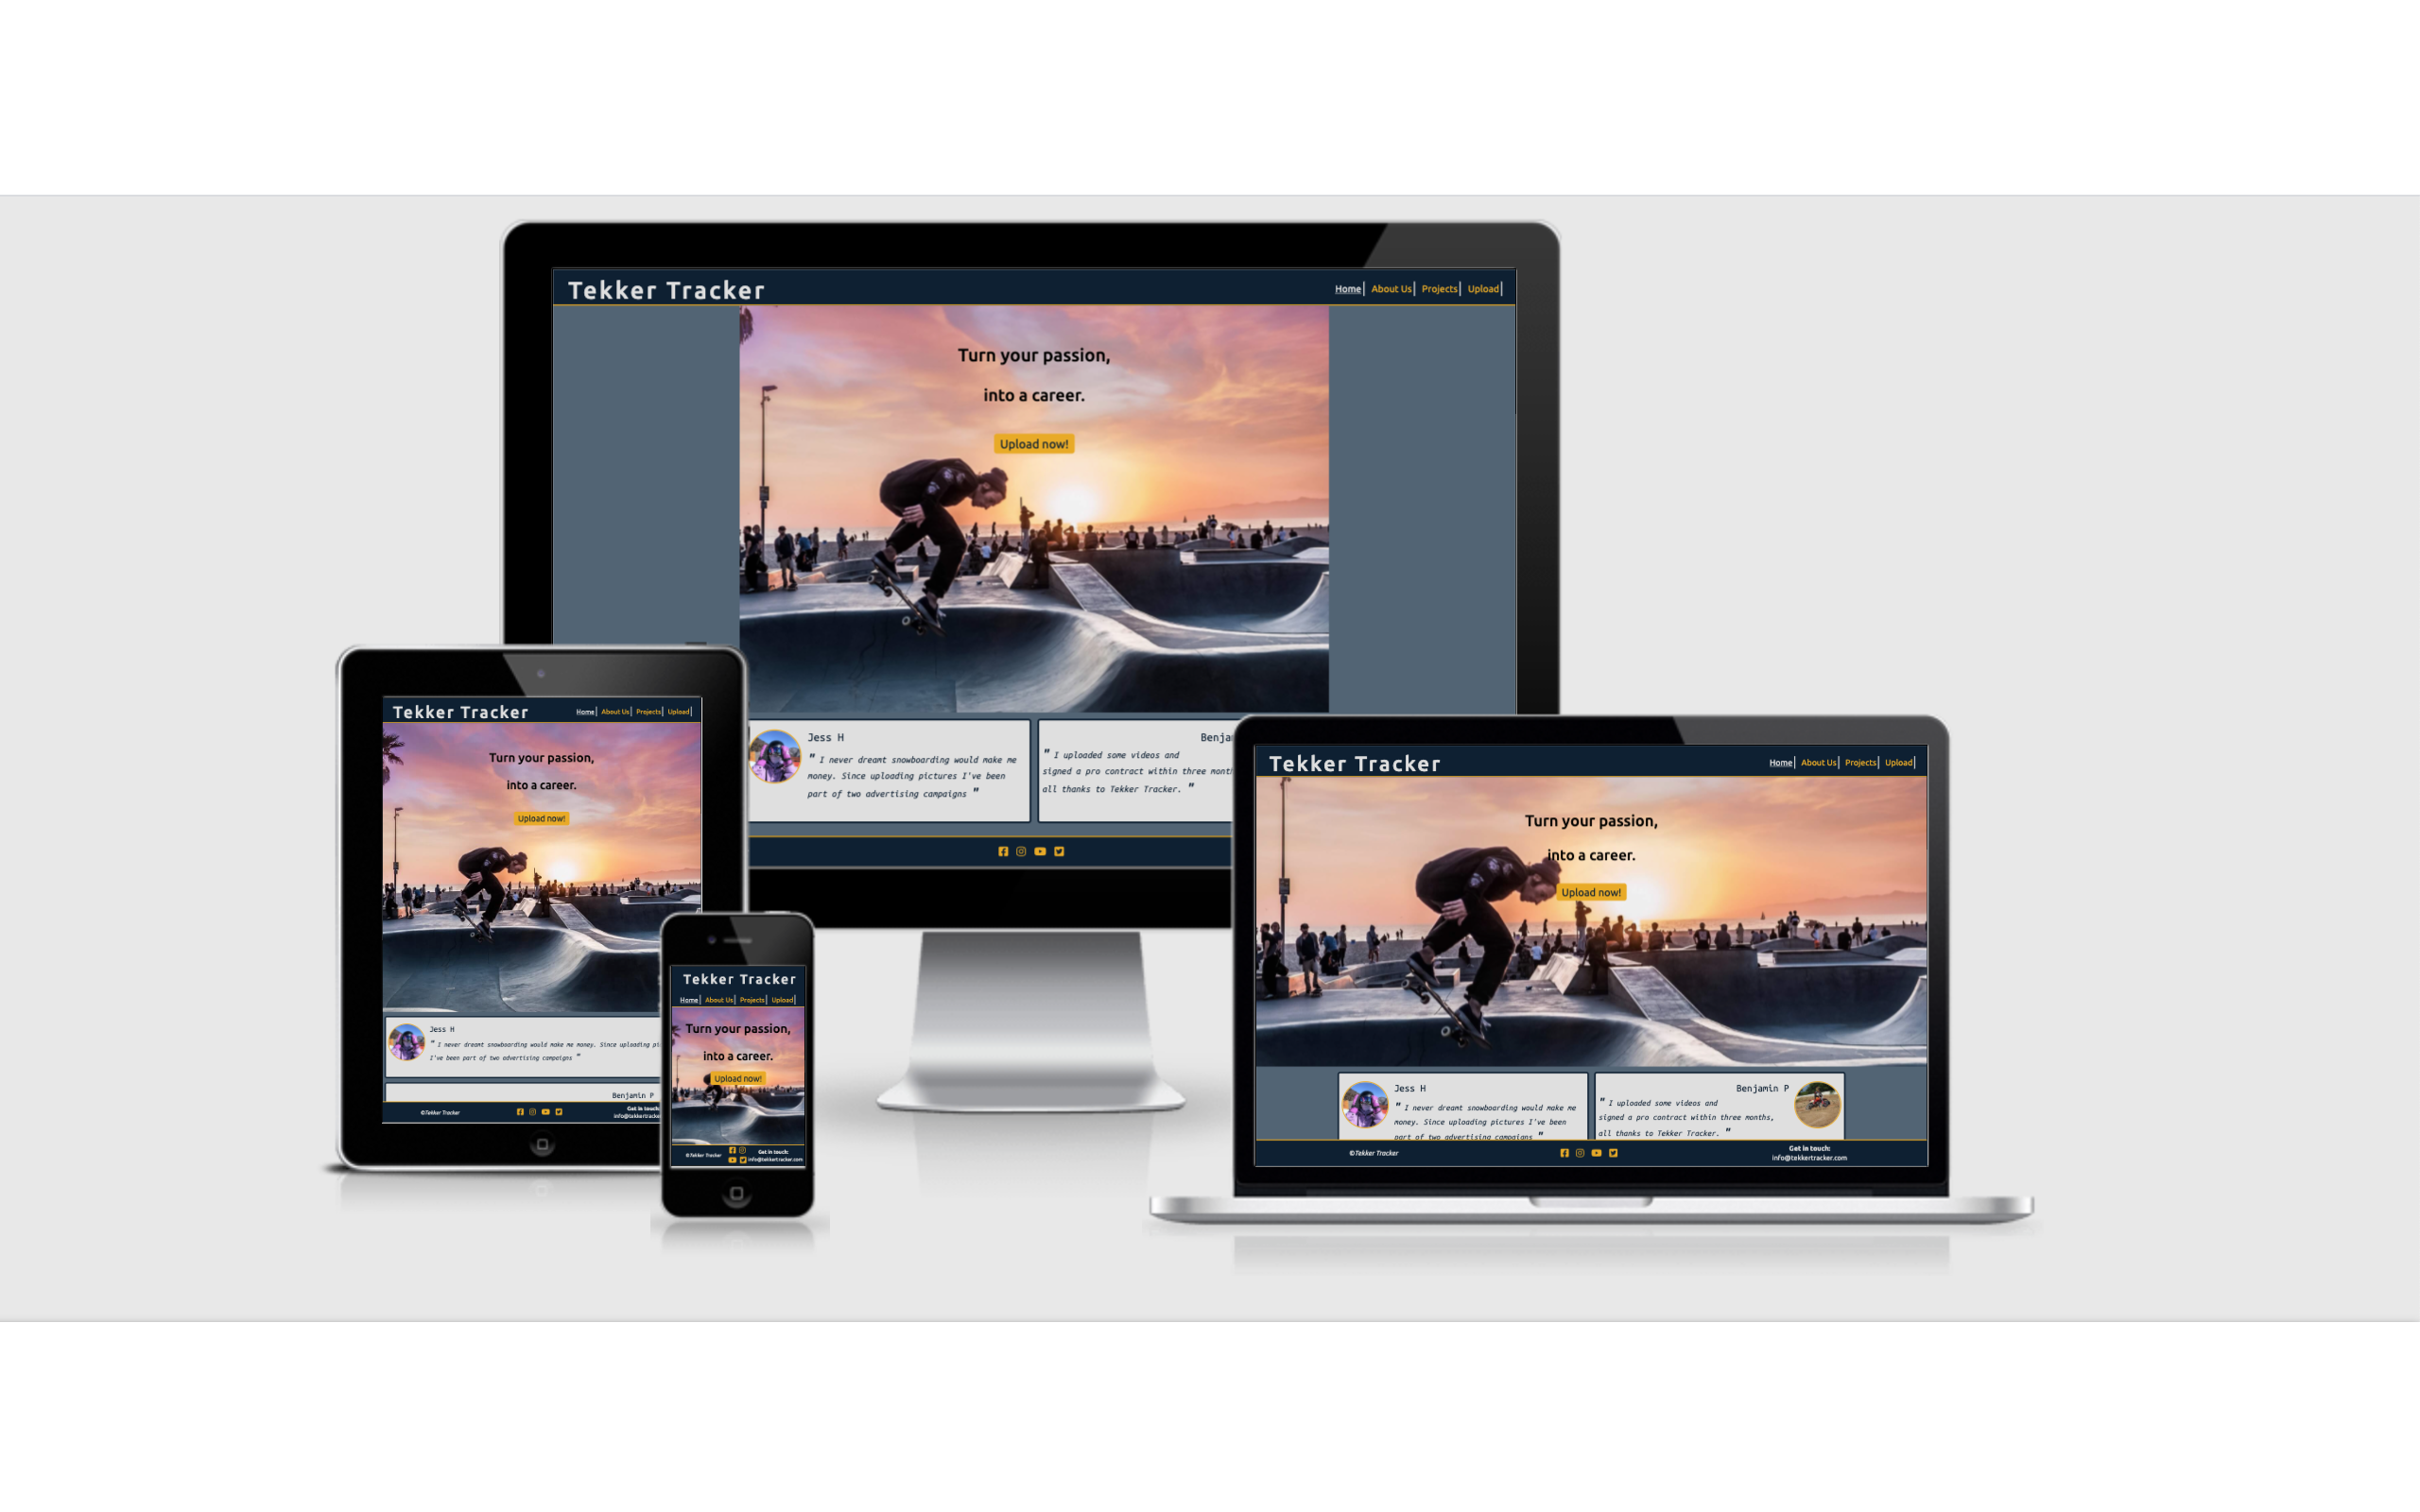 Tekker Tracker
Home About Us Projects Upload
Turn your passion,
into a career.
Upload now!
Jess H
" I never dreamt snowboarding would make me
money. Since uploading pictures I've been
part of two advertising campaigns "
Benja
" I uploaded some videos and
signed a pro contract within three mont
all thanks to Tekker Tracker. "
Tekker Tracker
Home About Us Projects Upload
Turn your passion,
into a career.
Upload now!
Jess H
" I never dreamt snowboarding would make me money. Since uploading pi
I've been part of two advertising campaigns "
Benjamin P
©Tekker Tracker
Get in touch:
info@tekkertracke
Tekker Tracker
Home About Us Projects Upload
Turn your passion,
into a career.
Upload now!
©Tekker Tracker
Get in touch:
info@tekkertracker.com
Tekker Tracker
Home About Us Projects Upload
Turn your passion,
into a career.
Upload now!
Jess H
" I never dreamt snowboarding would make me
money. Since uploading pictures I've been
part of two advertising campaigns "
Benjamin P
" I uploaded some videos and
signed a pro contract within three months,
all thanks to Tekker Tracker. "
©Tekker Tracker
Get in touch:
info@tekkertracker.com